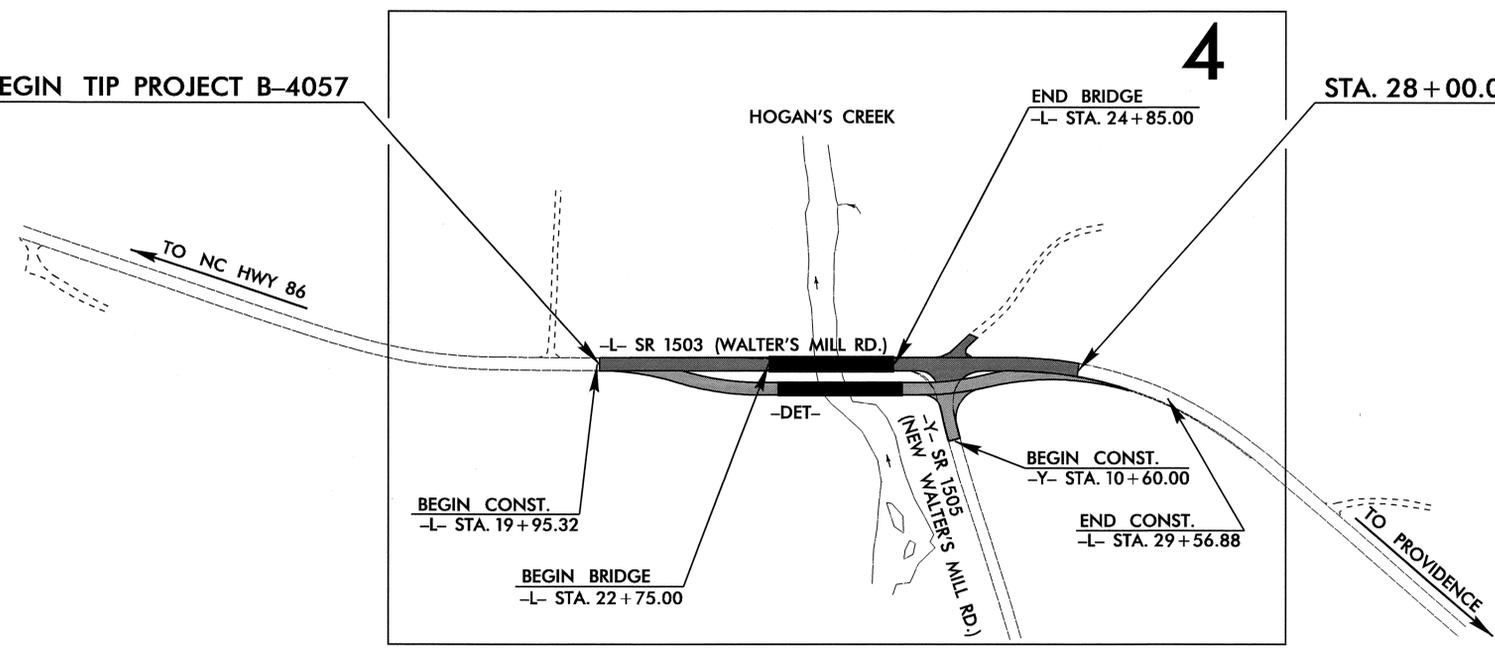 4
EGIN TIP PROJECT B–4057
STA. 28+00.0
END BRIDGE
–L– STA. 24+85.00
HOGAN'S CREEK
TO NC HWY 86
–L– SR 1503 (WALTER'S MILL RD.)
–DET–
–Y– SR 1505
(NEW WALTER'S MILL RD.)
BEGIN CONST.
–Y– STA. 10+60.00
BEGIN CONST.
–L– STA. 19+95.32
END CONST.
–L– STA. 29+56.88
TO PROVIDENCE
BEGIN BRIDGE
–L– STA. 22+75.00